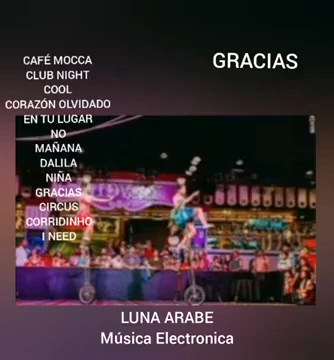 GRACIAS
CAFÉ MOCCA
CLUB NIGHT
COOL
CORAZÓN OLVIDADO
EN TU LUGAR
NO
MAÑANA
DALILA
NIÑA
GRACIAS
CIRCUS
CORRIDINHO
I NEED
LUNA ARABE
Música Electronica